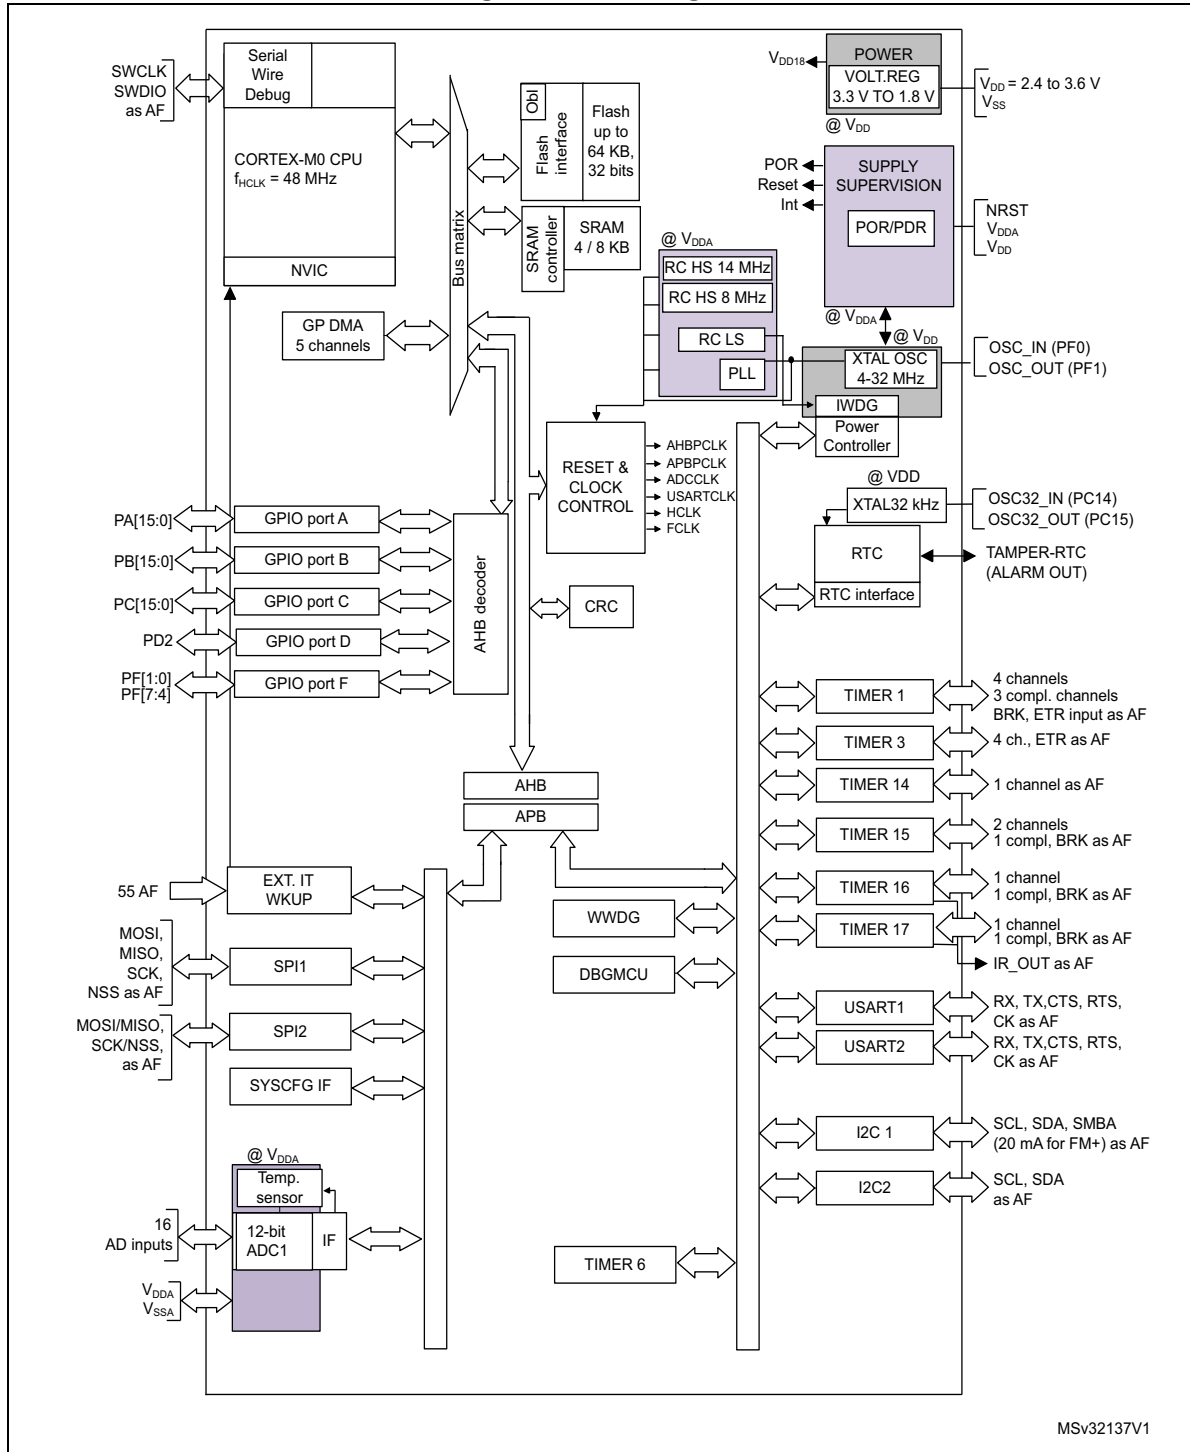 SWCLK
SWDIO
as AF
Serial
Wire
Debug
CORTEX-M0 CPU
fHCLK = 48 MHz
NVIC
Bus matrix
Obl
Flash
interface
Flash
up to
64 KB,
32 bits
SRAM
controller
SRAM
4 / 8 KB
GP DMA
5 channels
VDD18
POWER
VOLT.REG
3.3 V TO 1.8 V
VDD = 2.4 to 3.6 V
VSS
@ VDD
POR
Reset
Int
SUPPLY
SUPERVISION
POR/PDR
NRST
VDDA
VDD
@ VDDA
RC HS 14 MHz
RC HS 8 MHz
RC LS
PLL
@ VDDA
@ VDD
XTAL OSC
4-32 MHz
OSC_IN (PF0)
OSC_OUT (PF1)
IWDG
Power
Controller
RESET &
CLOCK
CONTROL
AHBPCLK
APBPCLK
ADCCLK
USARTCLK
HCLK
FCLK
@ VDD
XTAL32 kHz
OSC32_IN (PC14)
OSC32_OUT (PC15)
RTC
RTC interface
TAMPER-RTC
(ALARM OUT)
PA[15:0]
GPIO port A
PB[15:0]
GPIO port B
PC[15:0]
GPIO port C
PD2
GPIO port D
PF[1:0]
PF[7:4]
GPIO port F
AHB decoder
CRC
AHB
APB
TIMER 1
4 channels
3 compl. channels
BRK, ETR input as AF
TIMER 3
4 ch., ETR as AF
TIMER 14
1 channel as AF
TIMER 15
2 channels
1 compl, BRK as AF
TIMER 16
1 channel
1 compl, BRK as AF
TIMER 17
1 channel
1 compl, BRK as AF
IR_OUT as AF
55 AF
EXT. IT
WKUP
WWDG
DBGMCU
MOSI,
MISO,
SCK,
NSS as AF
SPI1
MOSI/MISO,
SCK/NSS,
as AF
SPI2
SYSCFG IF
USART1
RX, TX,CTS, RTS,
CK as AF
USART2
RX, TX,CTS, RTS,
CK as AF
I2C 1
SCL, SDA, SMBA
(20 mA for FM+) as AF
I2C2
SCL, SDA
as AF
@ VDDA
Temp.
sensor
16
AD inputs
12-bit
ADC1
IF
VDDA
VSSA
TIMER 6
MSv32137V1